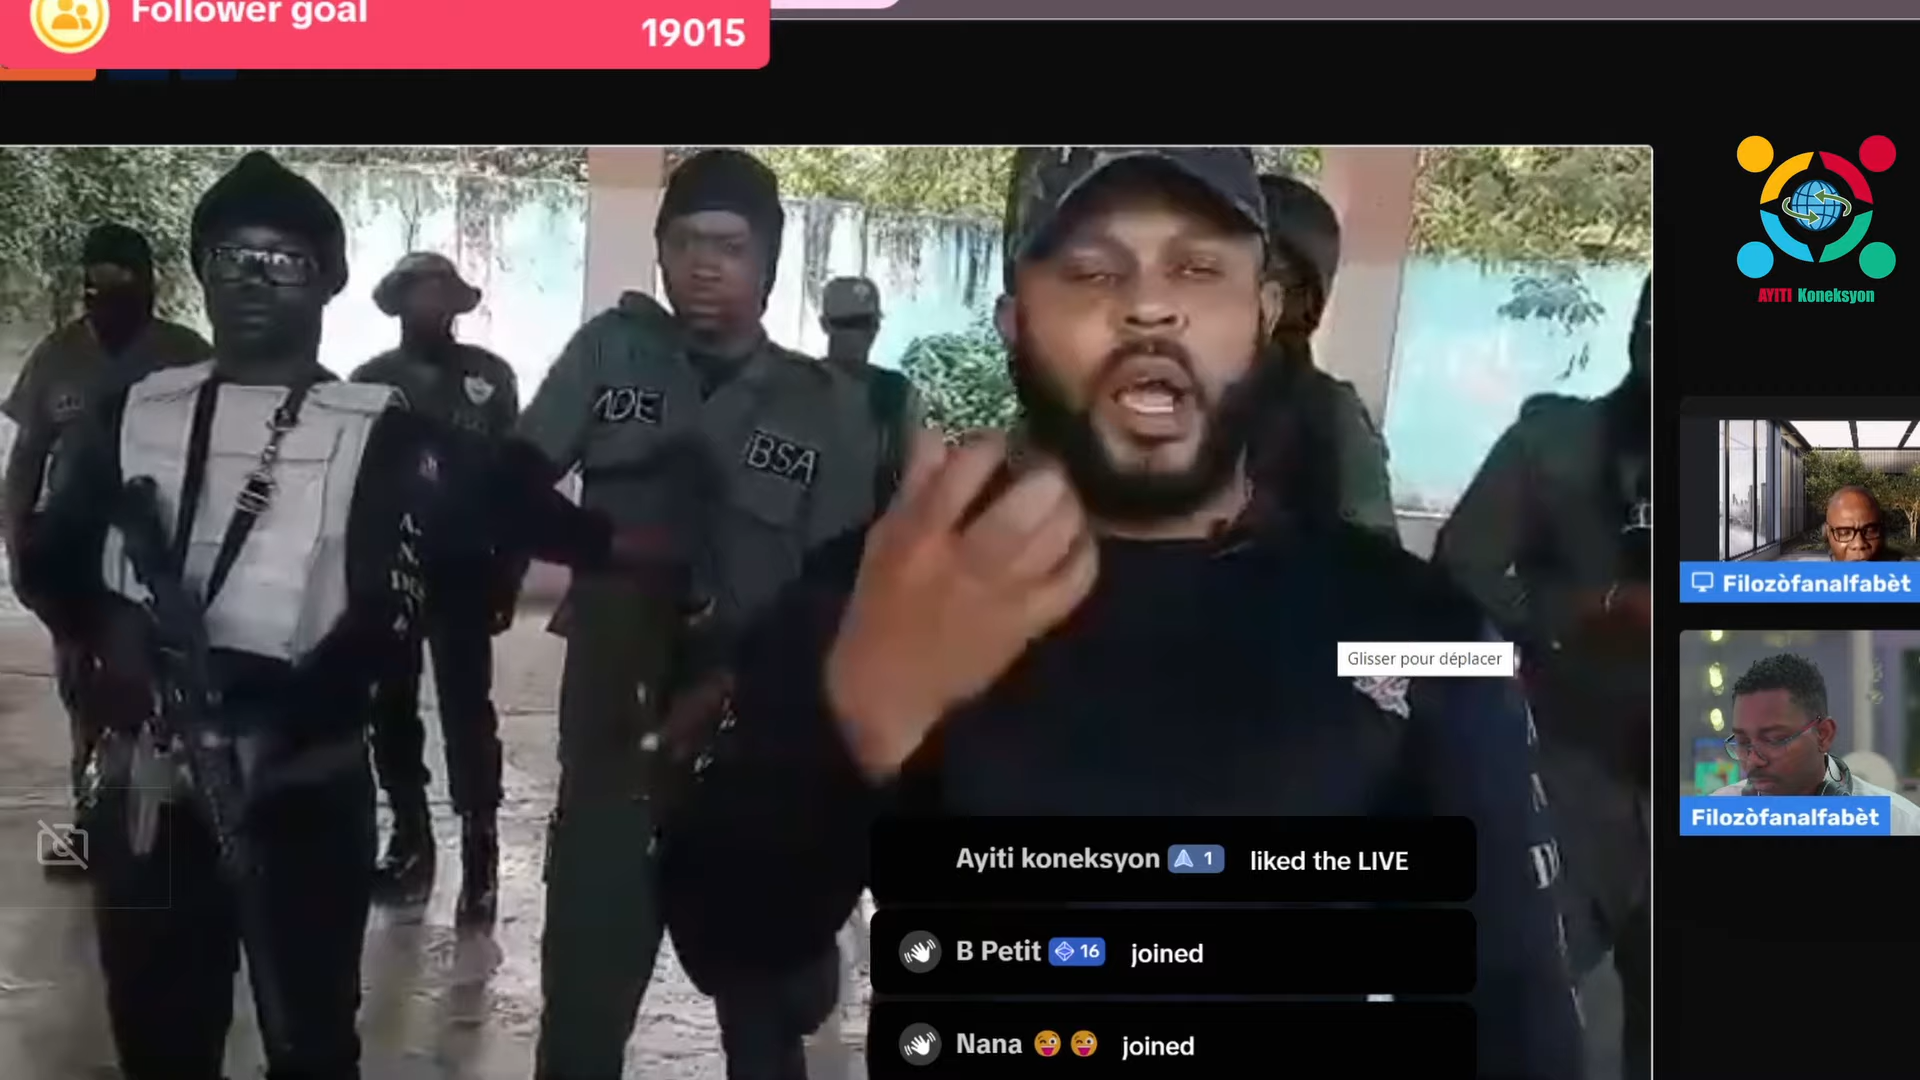 Follower goal
19015
AYITI Koneksyon
BSA
Filozòfanalfabèt
Glisser pour déplacer
Filozòfanalfabèt
Ayiti koneksyon 1 liked the LIVE
B Petit 16 joined
Nana 😜 😜 joined